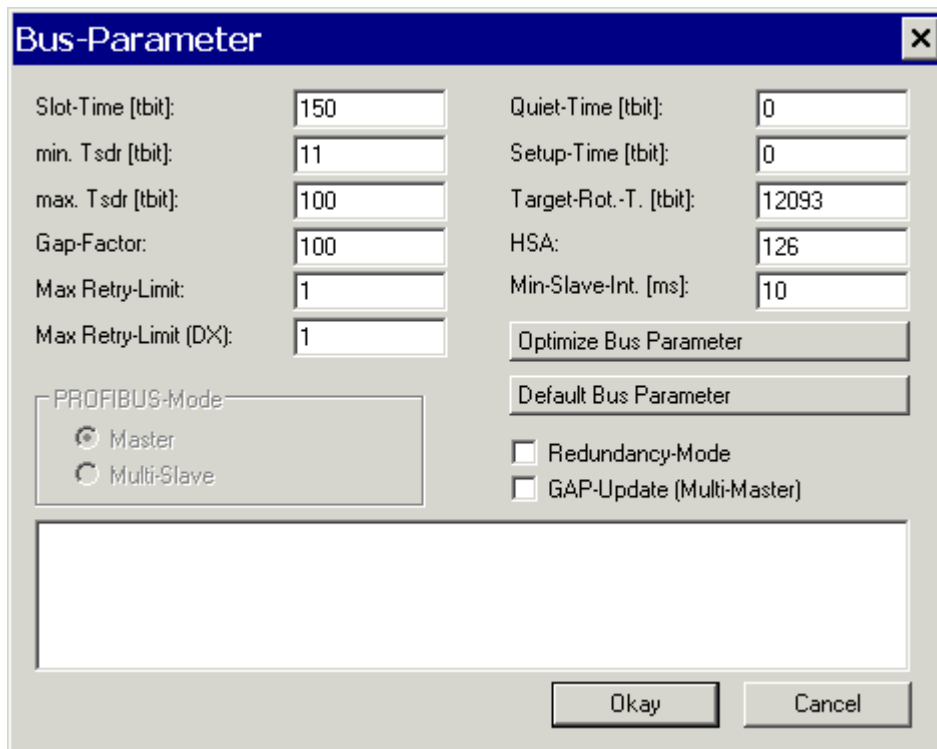 Bus-Parameter
Slot-Time [tbit]: 150
min. Tsdr [tbit]: 11
max. Tsdr [tbit]: 100
Gap-Factor: 100
Max Retry-Limit: 1
Max Retry-Limit (DX): 1
Quiet-Time [tbit]: 0
Setup-Time [tbit]: 0
Target-Rot.-T. [tbit]: 12093
HSA: 126
Min-Slave-Int. [ms]: 10
Optimize Bus Parameter
Default Bus Parameter
PROFIBUS-Mode
Master
Multi-Slave
Redundancy-Mode
GAP-Update (Multi-Master)
Okay
Cancel